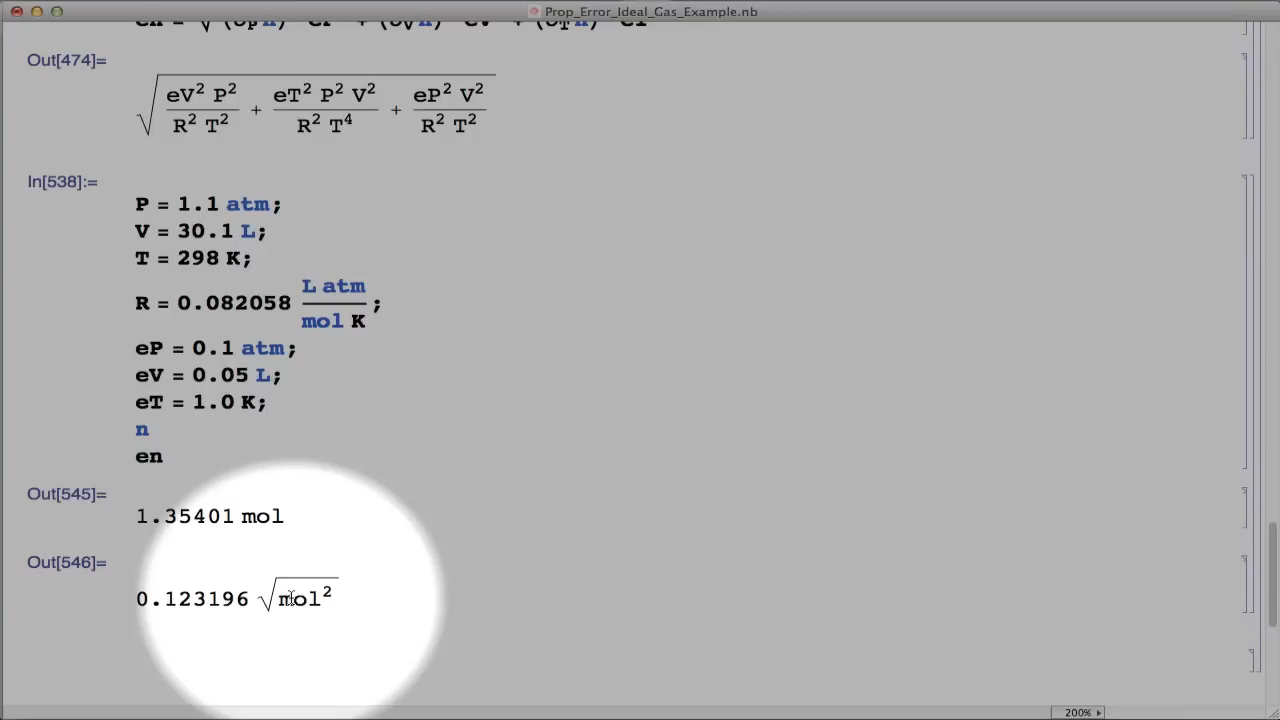 Prop_Error_Ideal_Gas_Example.nb
Out[474]=
√(eV² P² / R² T² + eT² P² V² / R² T⁴ + eP² V² / R² T²)
In[538]:=
P = 1.1 atm;
V = 30.1 L;
T = 298 K;
R = 0.082058 L atm / mol K ;
eP = 0.1 atm;
eV = 0.05 L;
eT = 1.0 K;
n
en
Out[545]=
1.35401 mol
Out[546]=
0.123196 √mol²
200%